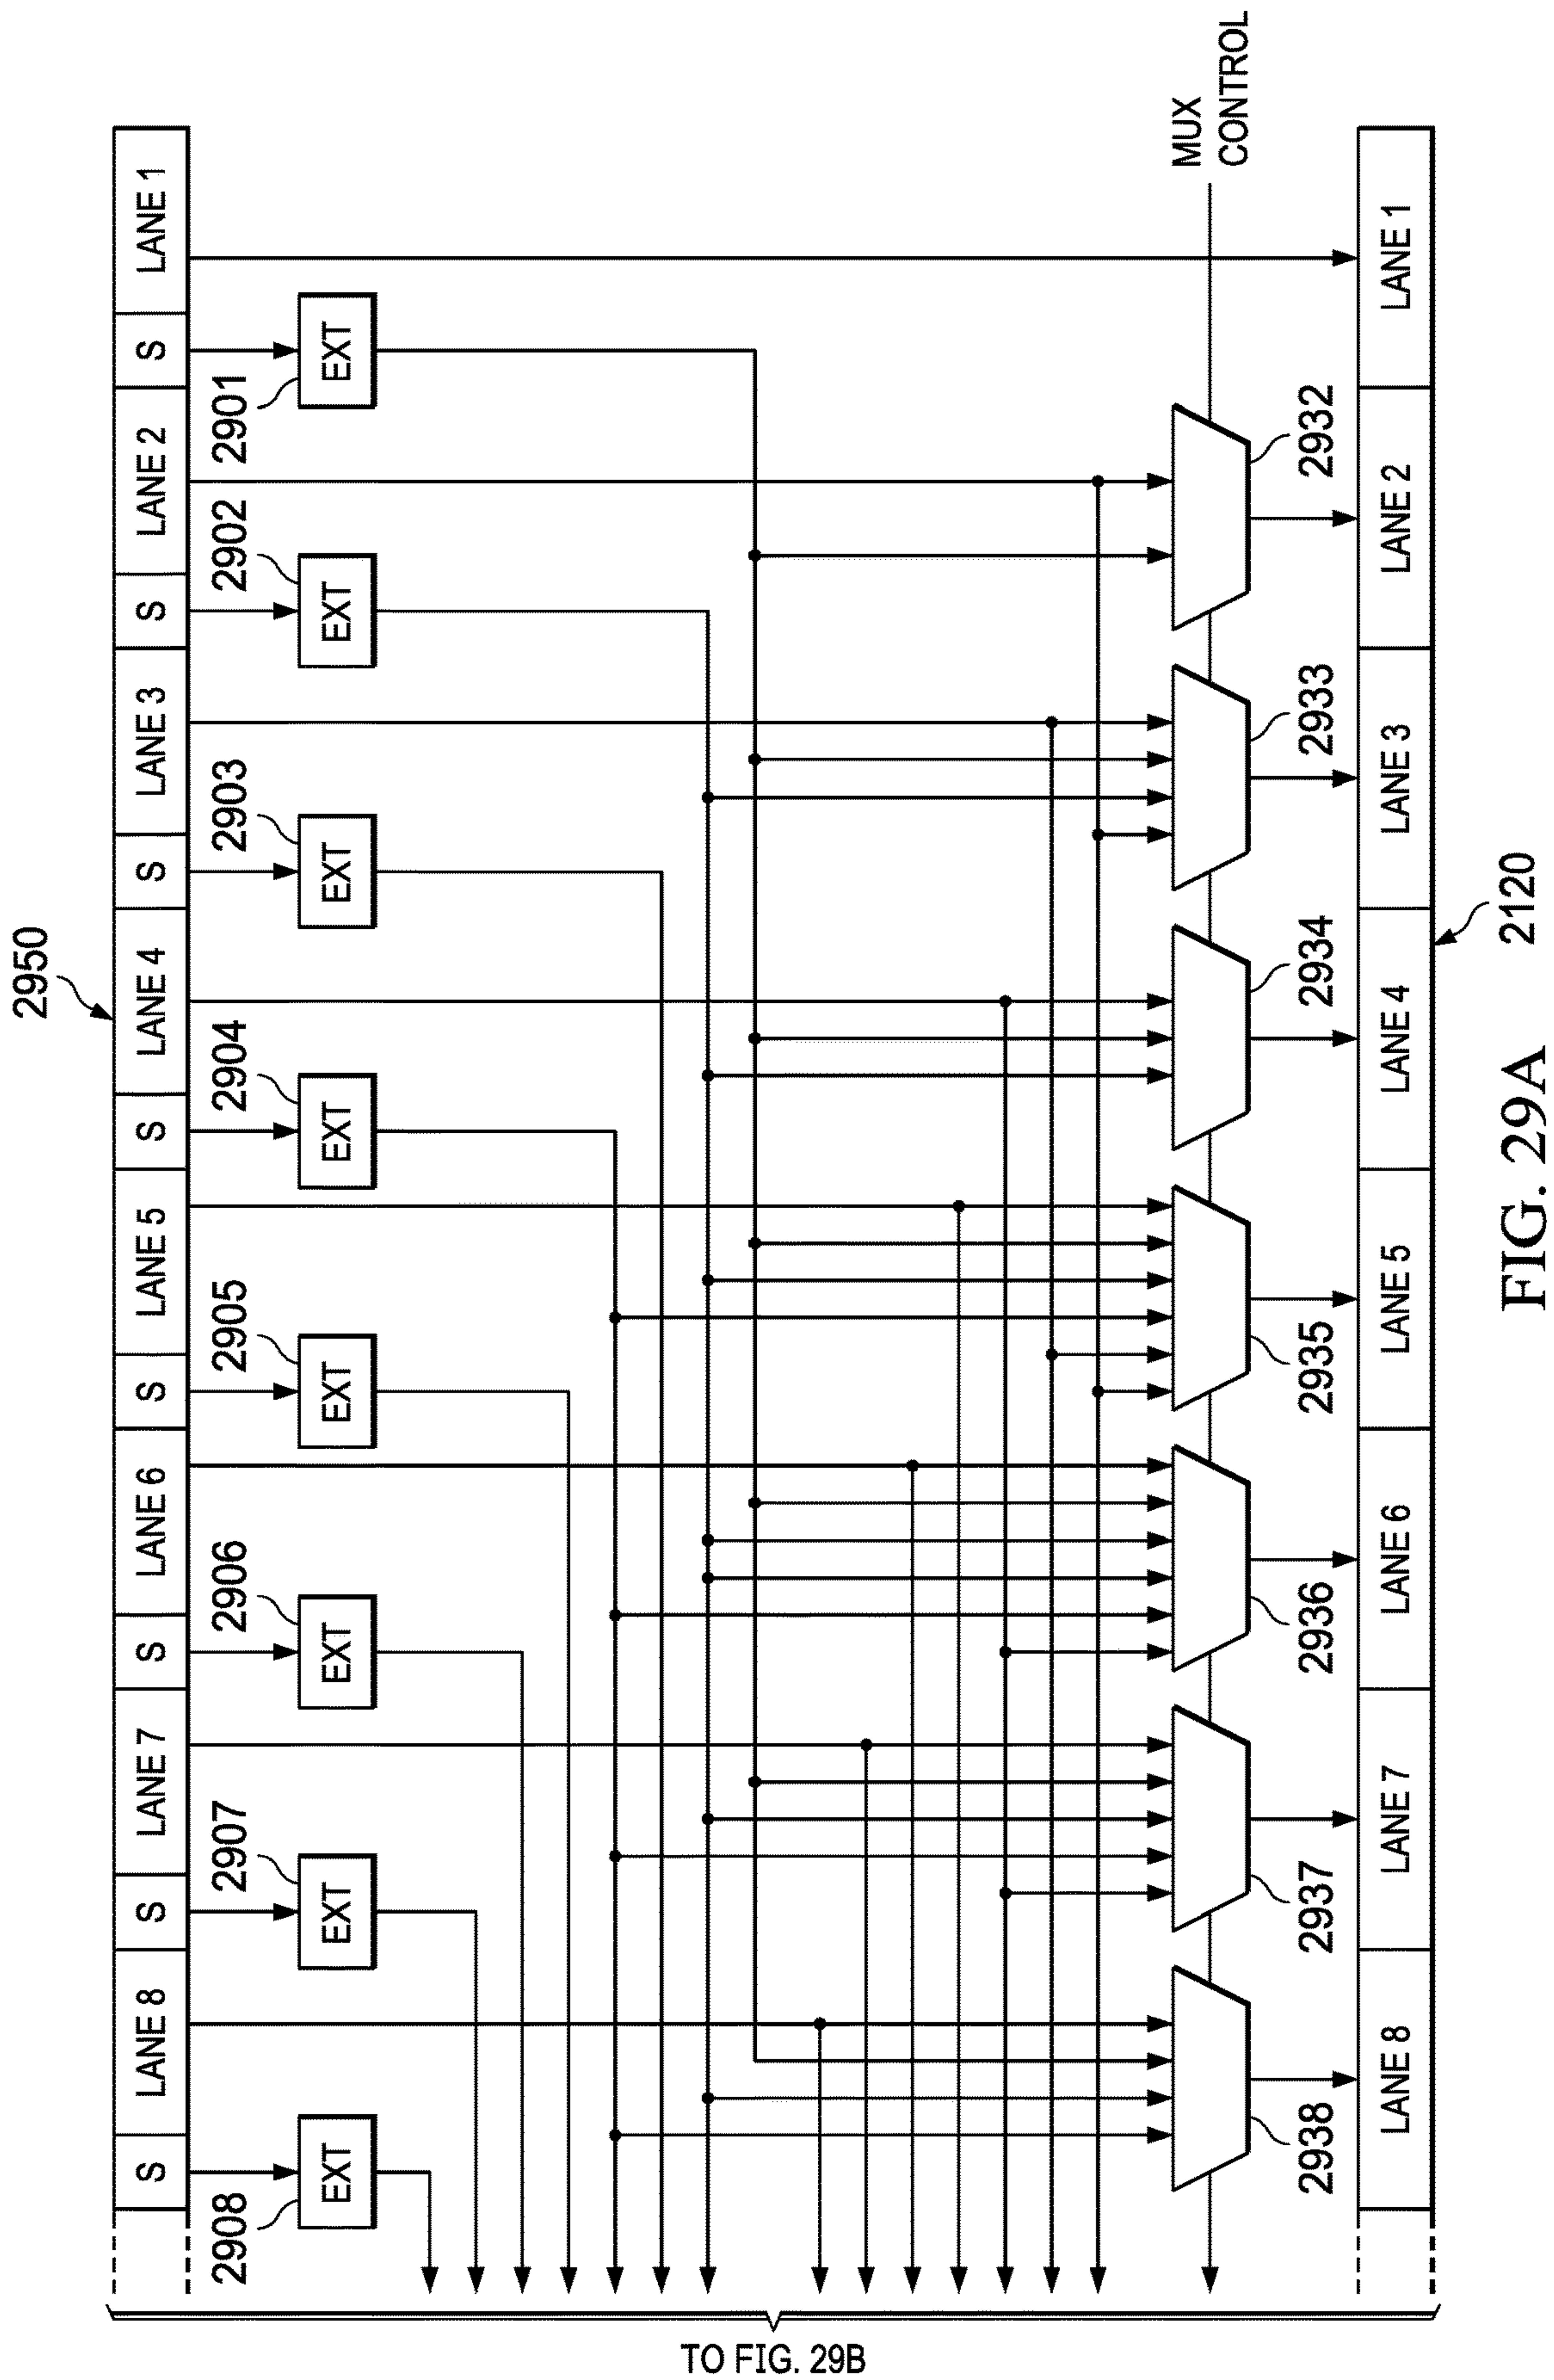 2950
S LANE 8 S LANE 7 S LANE 6 S LANE 5 S LANE 4 S LANE 3 S LANE 2 S LANE 1
2908 2907 2906 2905 2904 2903 2902 2901
EXT EXT EXT EXT EXT EXT EXT EXT
TO FIG. 29B
MUX
CONTROL
2938 2937 2936 2935 2934 2933 2932
LANE 8 LANE 7 LANE 6 LANE 5 LANE 4 LANE 3 LANE 2 LANE 1
2120
FIG. 29A